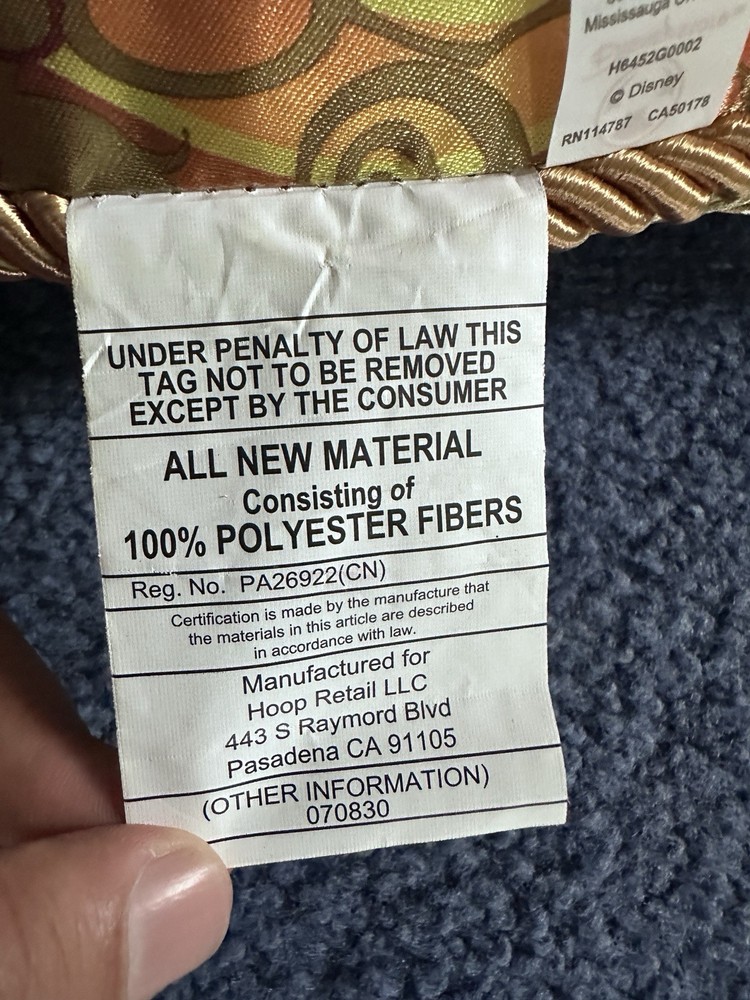 Mississauga
H6452G0002
© Disney
RN114787 CA50178
UNDER PENALTY OF LAW THIS
TAG NOT TO BE REMOVED
EXCEPT BY THE CONSUMER
ALL NEW MATERIAL
Consisting of
100% POLYESTER FIBERS
Reg. No. PA26922(CN)
Certification is made by the manufacture that
the materials in this article are described
in accordance with law.
Manufactured for
Hoop Retail LLC
443 S Raymord Blvd
Pasadena CA 91105
(OTHER INFORMATION)
070830